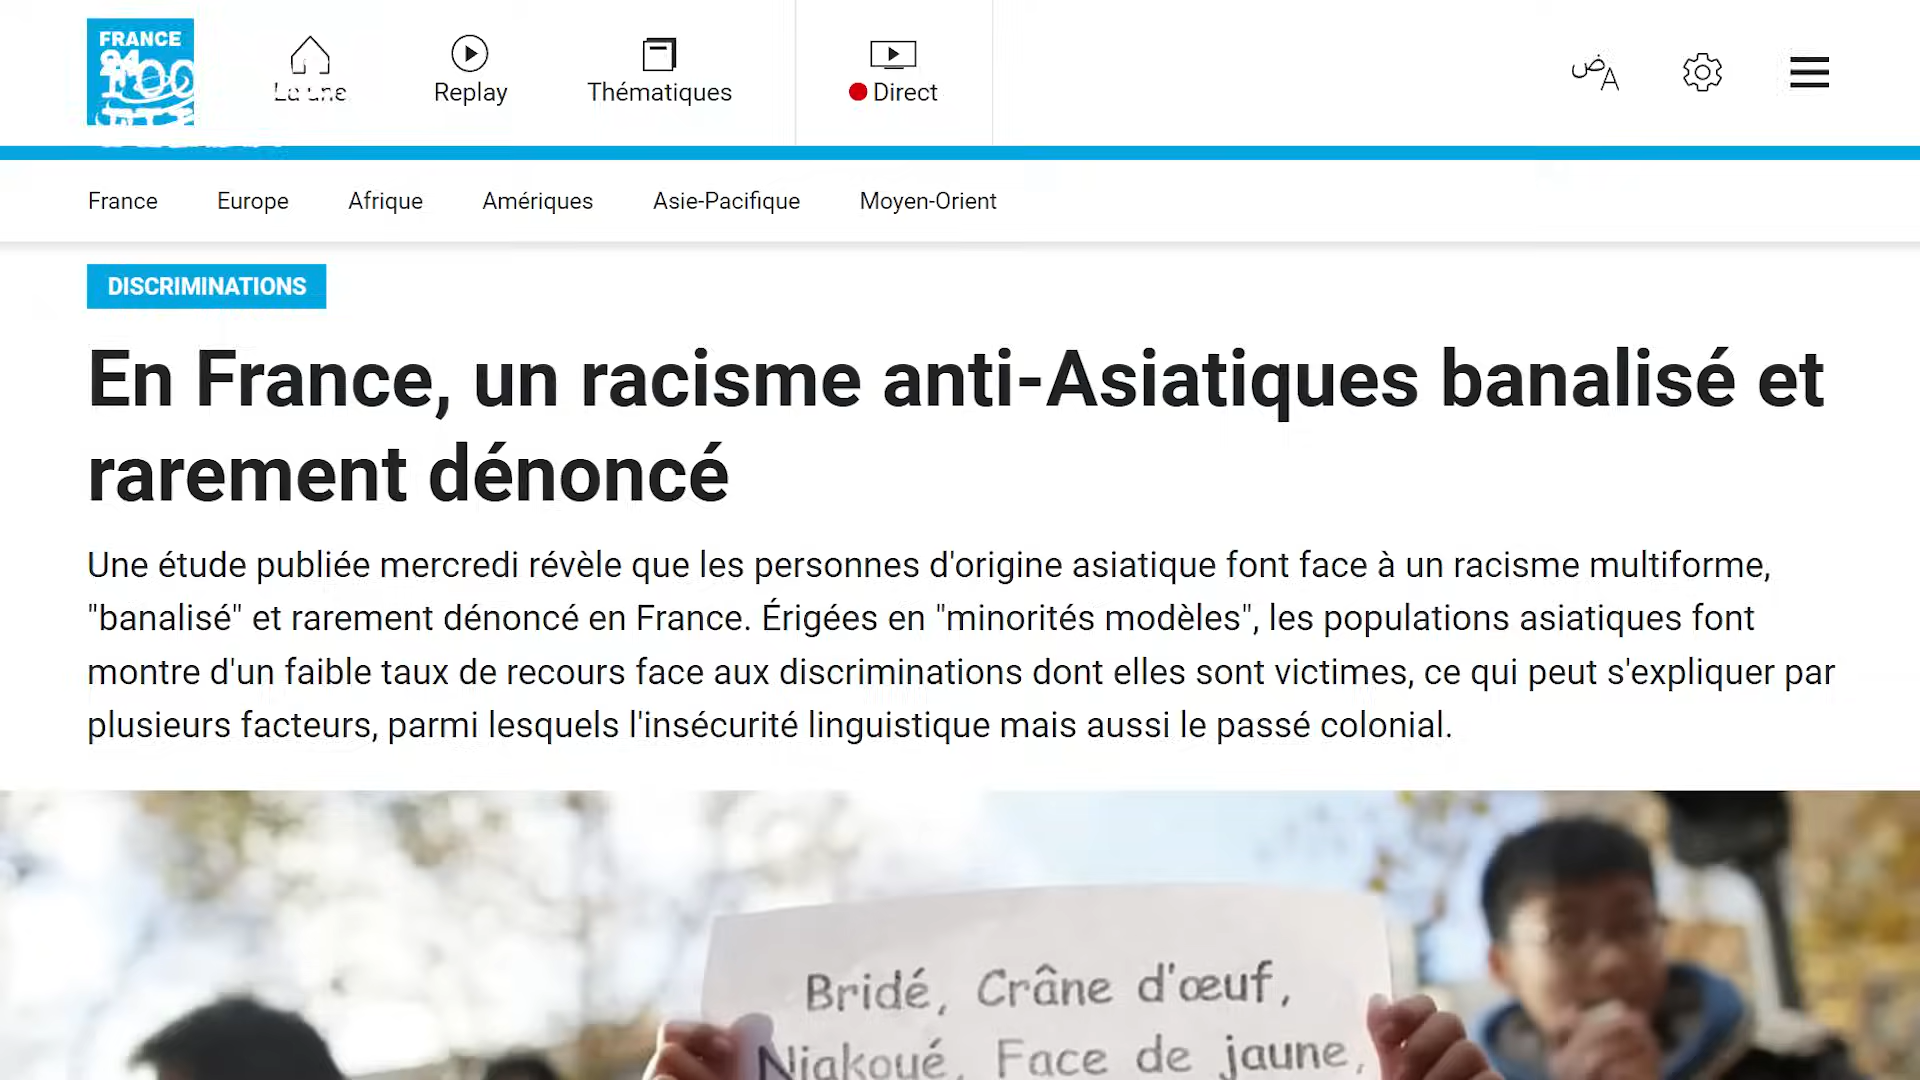 FRANCE
24
La une
Replay
Thématiques
Direct
France
Europe
Afrique
Amériques
Asie-Pacifique
Moyen-Orient
DISCRIMINATIONS
En France, un racisme anti-Asiatiques banalisé et
rarement dénoncé
Une étude publiée mercredi révèle que les personnes d'origine asiatique font face à un racisme multiforme,
"banalisé" et rarement dénoncé en France. Érigées en "minorités modèles", les populations asiatiques font
montre d'un faible taux de recours face aux discriminations dont elles sont victimes, ce qui peut s'expliquer par
plusieurs facteurs, parmi lesquels l'insécurité linguistique mais aussi le passé colonial.
Bridé, Crâne d'œuf,
Niakoué, Face de jaune,